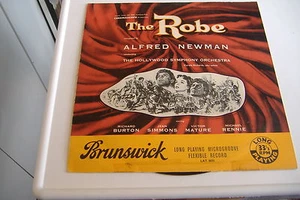 The Robe
ALFRED NEWMAN
THE HOLLYWOOD SYMPHONY ORCHESTRA
RICHARD BURTON
JEAN SIMMONS
VICTOR MATURE
MICHAEL RENNIE
Brunswick
LONG PLAYING MICROGROOVE
FLEXIBLE RECORD
LONG
33⅓ R.P.M.
PLAYING